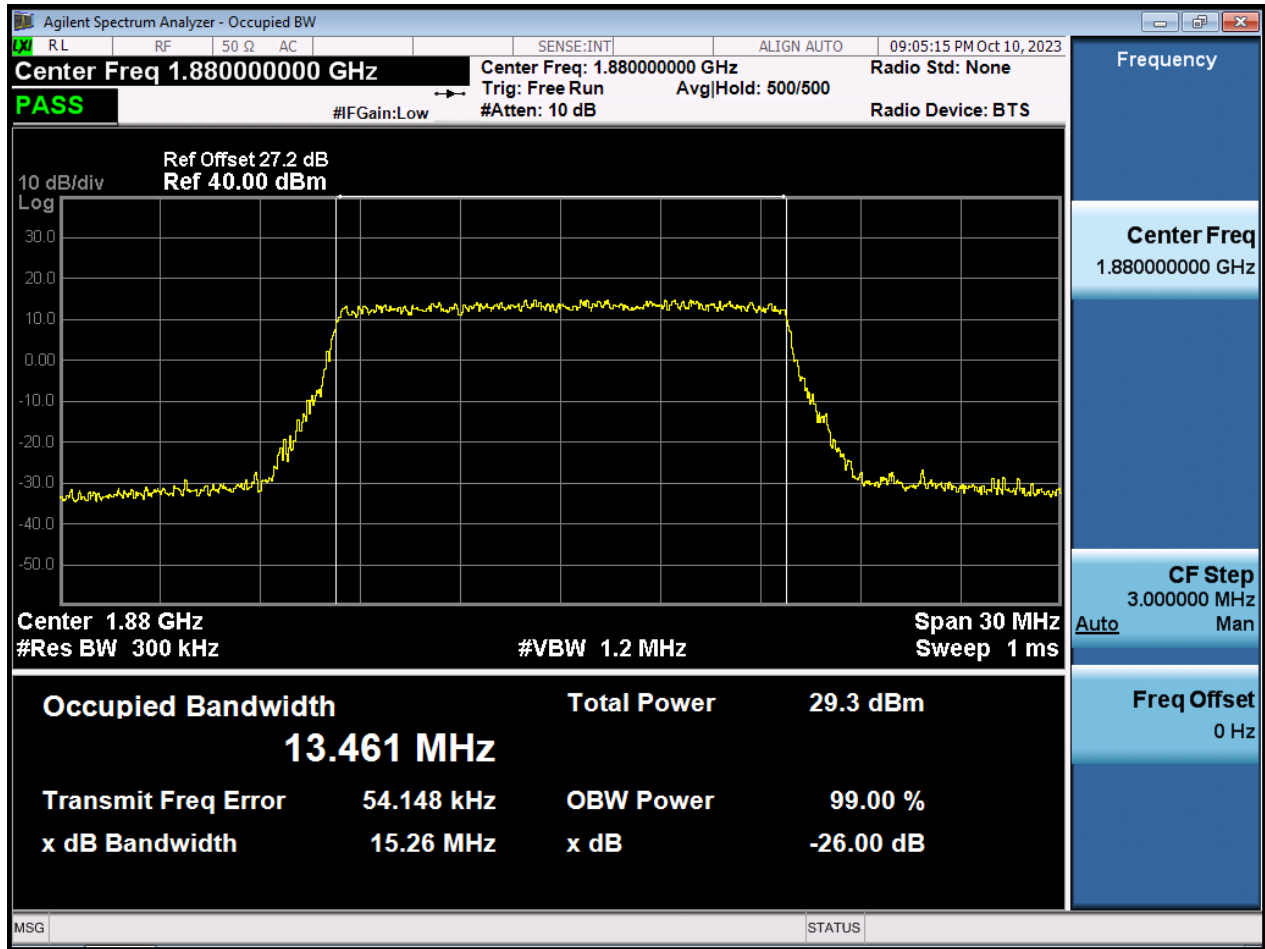 Agilent Spectrum Analyzer - Occupied BW
LXI RL RF 50 Ω AC SENSE:INT ALIGN AUTO 09:05:15 PM Oct 10, 2023
Center Freq 1.880000000 GHz
PASS
#IFGain:Low
Center Freq: 1.880000000 GHz
Trig: Free Run Avg|Hold: 500/500
#Atten: 10 dB
Radio Std: None
Radio Device: BTS
Ref Offset 27.2 dB
10 dB/div Ref 40.00 dBm
Log
30.0
20.0
10.0
0.00
-10.0
-20.0
-30.0
-40.0
-50.0
Center 1.88 GHz Span 30 MHz
#Res BW 300 kHz #VBW 1.2 MHz Sweep 1 ms
Occupied Bandwidth Total Power 29.3 dBm
13.461 MHz
Transmit Freq Error 54.148 kHz OBW Power 99.00 %
x dB Bandwidth 15.26 MHz x dB -26.00 dB
Frequency
Center Freq
1.880000000 GHz
CF Step
3.000000 MHz
Auto Man
Freq Offset
0 Hz
MSG STATUS